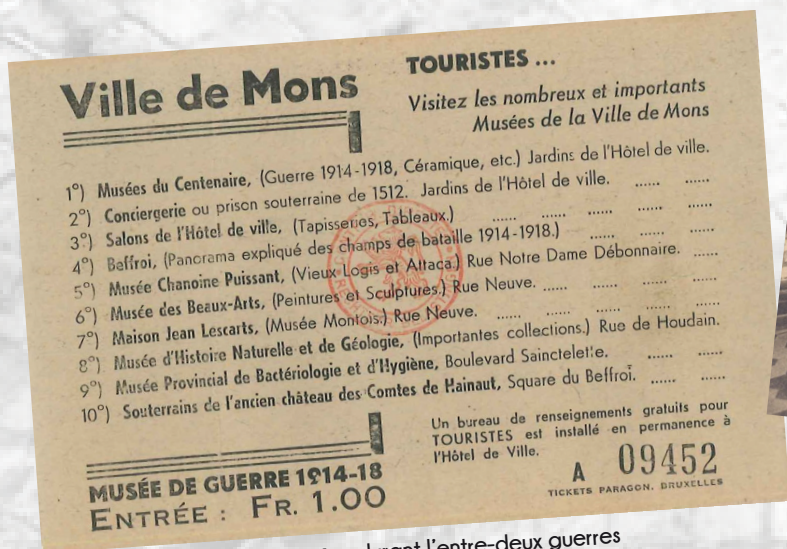 Ville de Mons
TOURISTES ...
Visitez les nombreux et importants
Musées de la Ville de Mons
1°) Musées du Centenaire, (Guerre 1914-1918, Céramique, etc.) Jardins de l'Hôtel de ville.
2°) Conciergerie ou prison souterraine de 1512. Jardins de l'Hôtel de ville. ...... ......
3°) Salons de l'Hôtel de ville, (Tapisseries, Tableaux.) ...... ...... ...... ...... ......
4°) Beffroi, (Panorama expliqué des champs de bataille 1914-1918.) ...... ...... ......
5°) Musée Chanoine Puissant, (Vieux Logis et Attaca.) Rue Notre Dame Débonnaire. ......
6°) Musée des Beaux-Arts, (Peintures et Sculptures.) Rue Neuve. ...... ...... ......
7°) Maison Jean Lescarts, (Musée Montois.) Rue Neuve. ...... ...... ...... ......
8°) Musée d'Histoire Naturelle et de Géologie, (Importantes collections.) Rue de Houdain.
9°) Musée Provincial de Bactériologie et d'Hygiène, Boulevard Sainctelette. ...... ......
10°) Souterrains de l'ancien château des Comtes de Hainaut, Square du Beffroi. ...... ......
MUSÉE DE GUERRE 1914-18
ENTRÉE : FR. 1.00
Un bureau de renseignements gratuits pour
TOURISTES est installé en permanence à
l'Hôtel de Ville.
A 09452
TICKETS PARAGON. BRUXELLES
l'entre-deux guerres